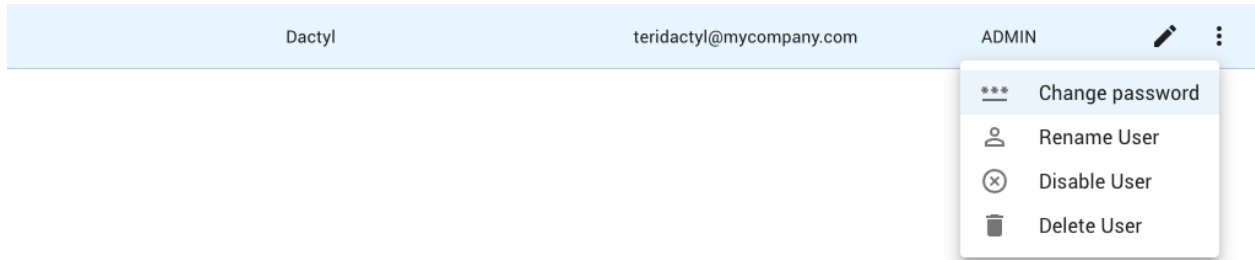 Dactyl teridactyl@mycompany.com ADMIN
Change password
Rename User
Disable User
Delete User